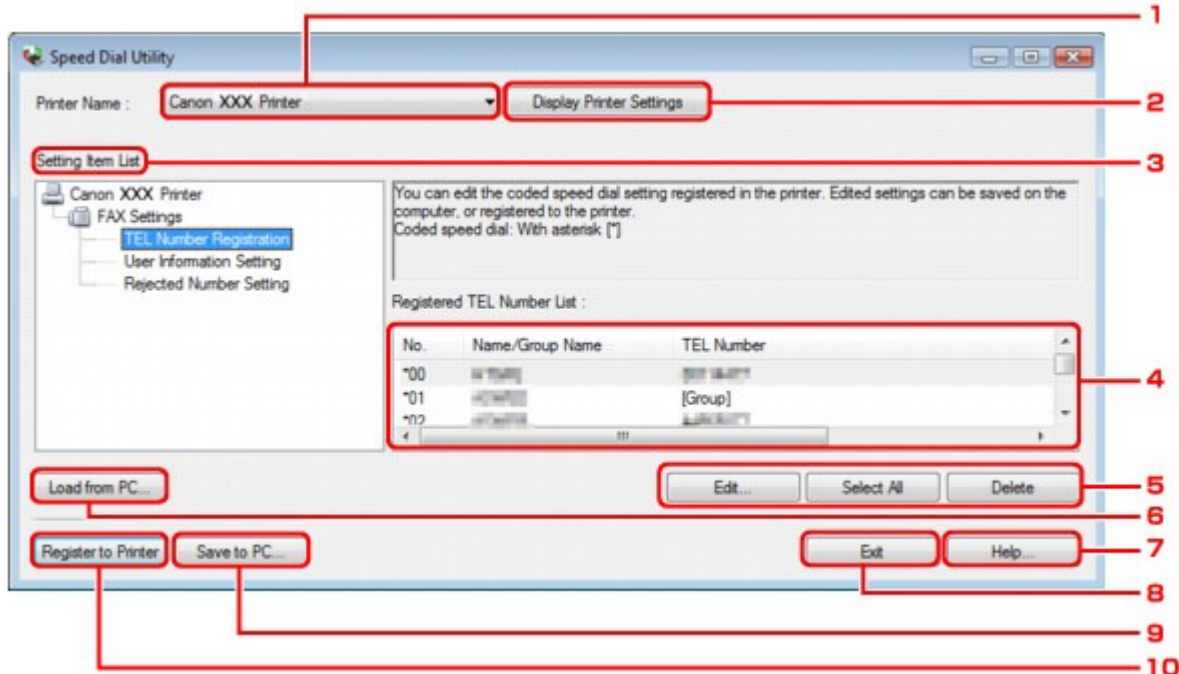 1
Speed Dial Utility
Printer Name : Canon XXX Printer Display Printer Settings 2
Setting Item List 3
Canon XXX Printer
FAX Settings
TEL Number Registration
User Information Setting
Rejected Number Setting
You can edit the coded speed dial setting registered in the printer. Edited settings can be saved on the
computer, or registered to the printer.
Coded speed dial: With asterisk [*]
Registered TEL Number List :
No. Name/Group Name TEL Number
*00
*01 [Group]
*02
4
Load from PC... Edit... Select All Delete 5
6
Register to Printer Save to PC... Exit Help... 7
8
9
10